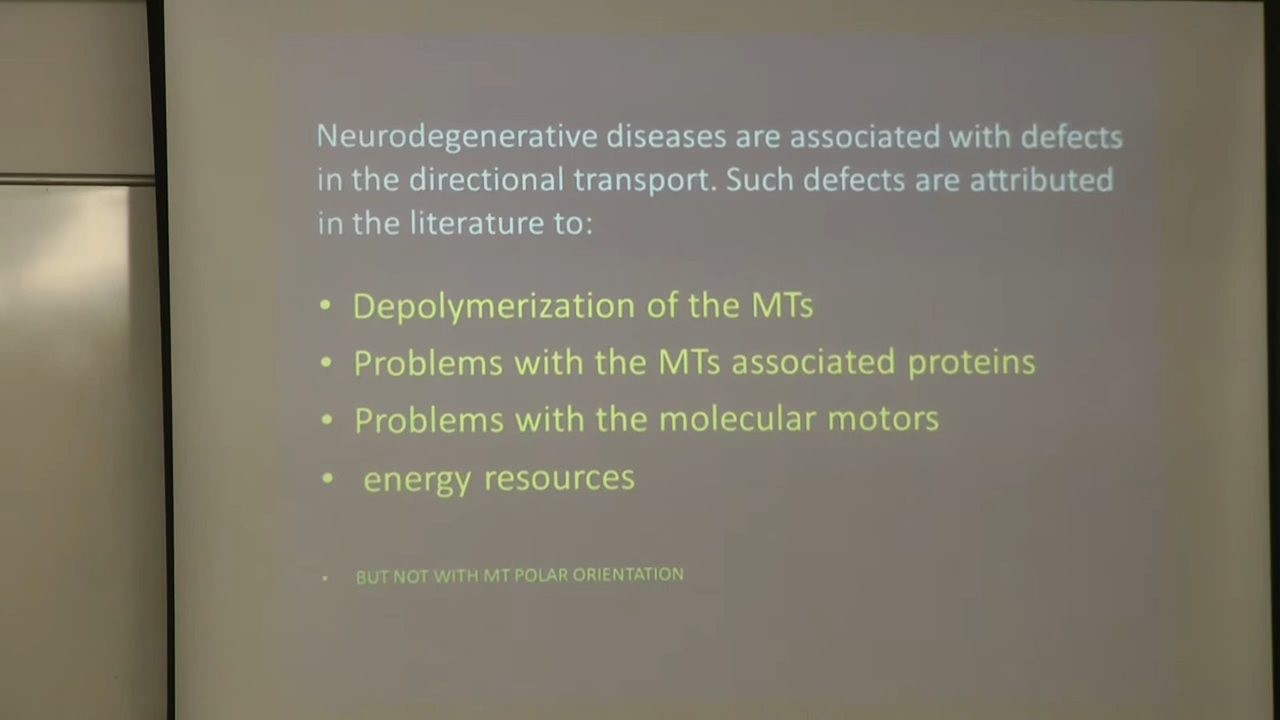 Neurodegenerative diseases are associated with defects
in the directional transport. Such defects are attributed
in the literature to:
• Depolymerization of the MTs
• Problems with the MTs associated proteins
• Problems with the molecular motors
• energy resources
• BUT NOT WITH MT POLAR ORIENTATION